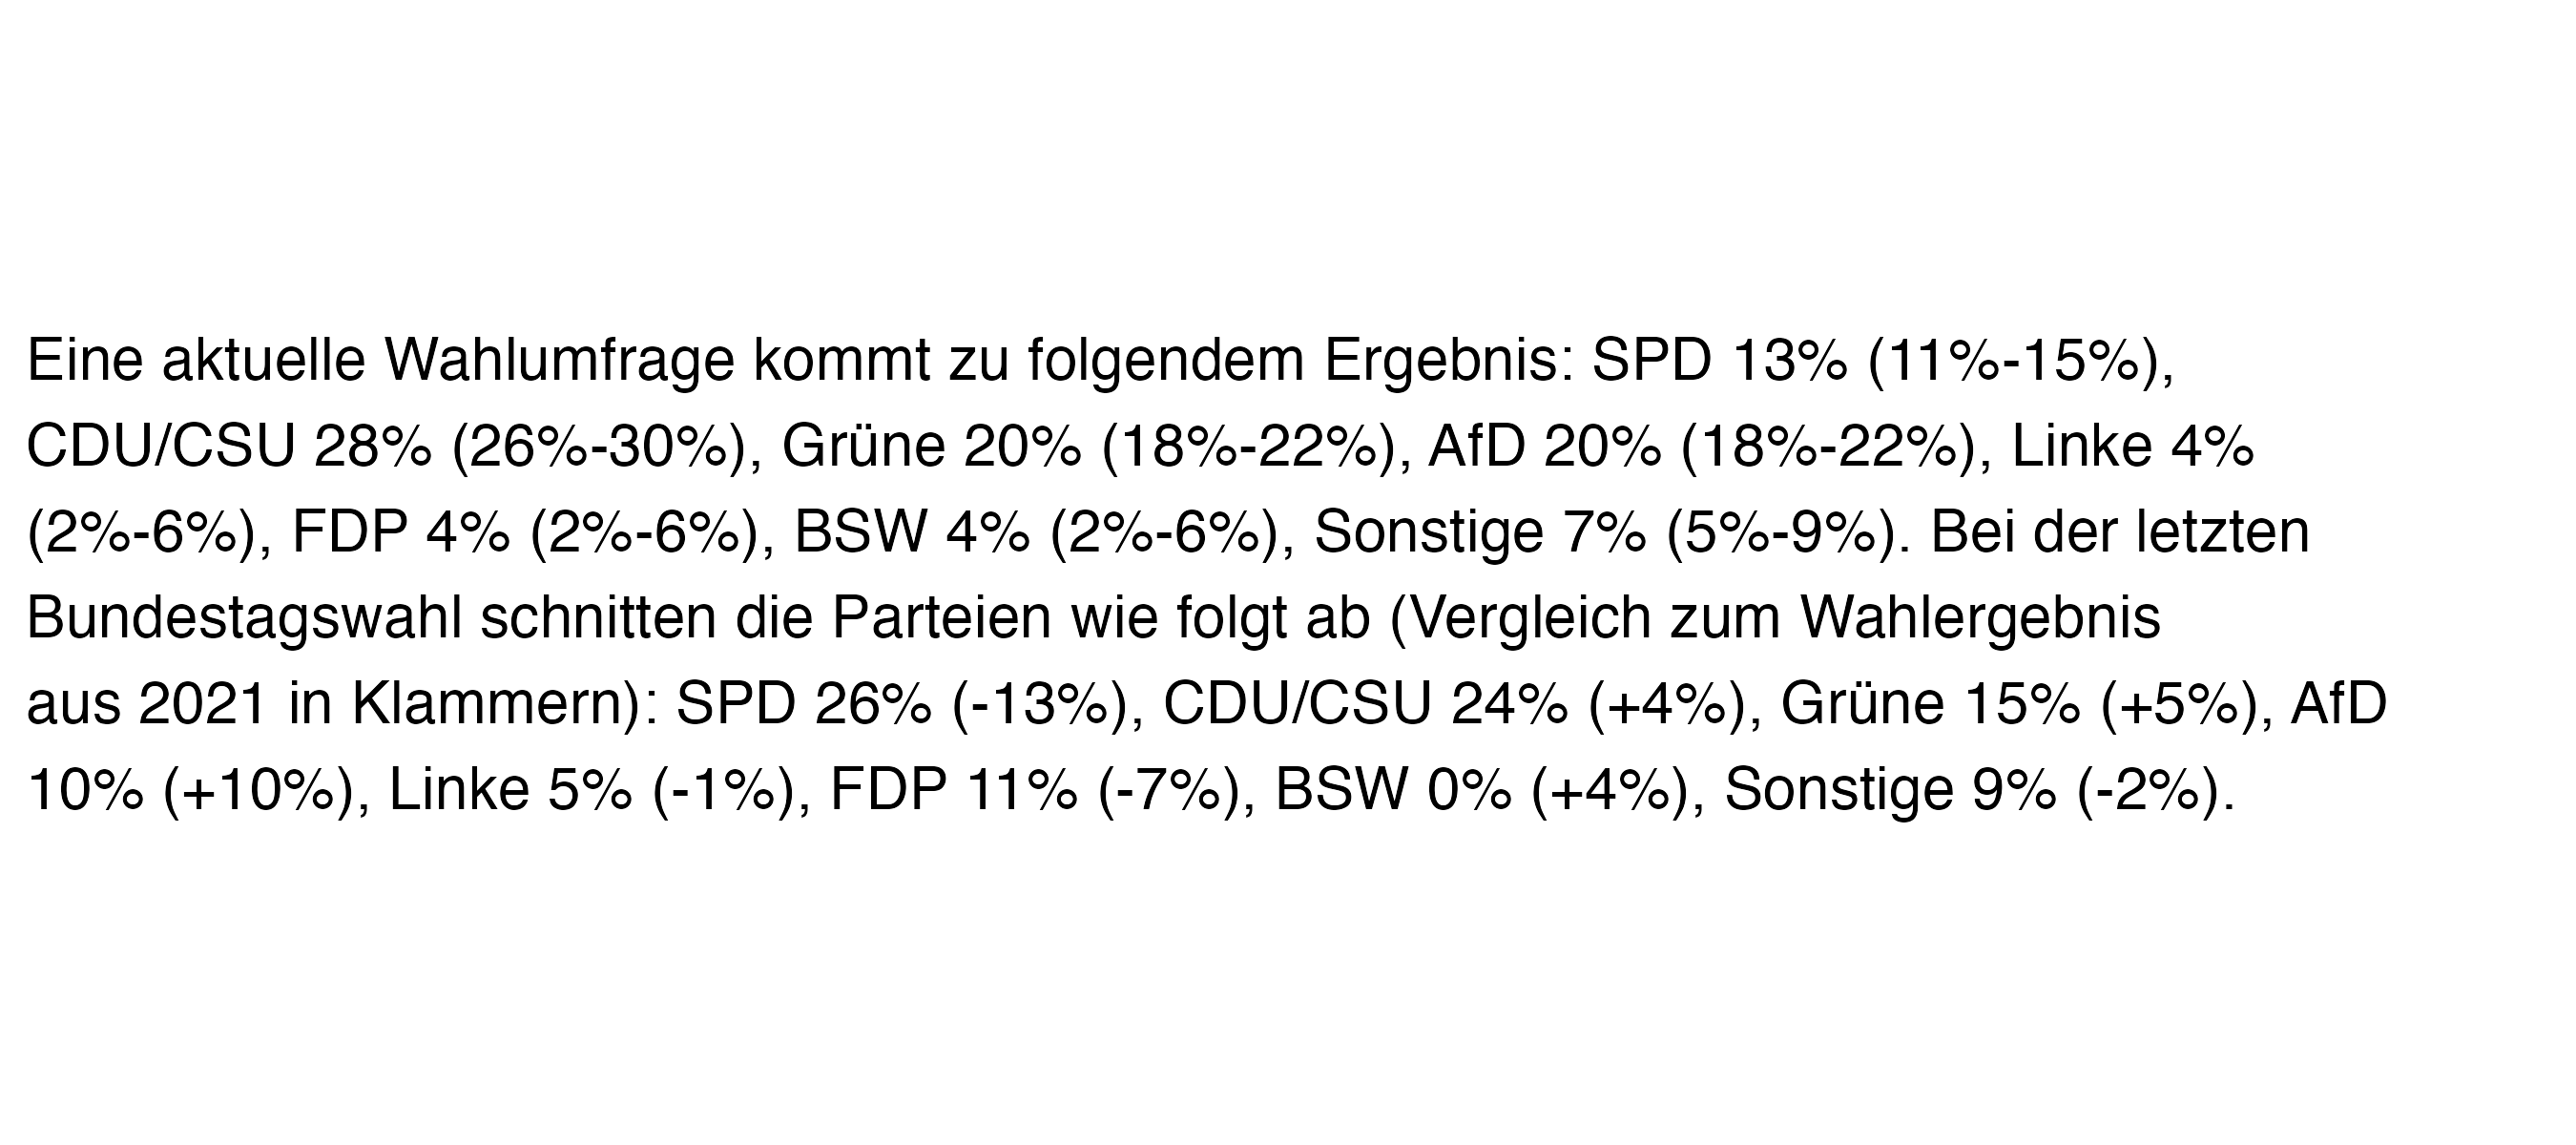 Eine aktuelle Wahlumfrage kommt zu folgendem Ergebnis: SPD 13% (11%-15%),
CDU/CSU 28% (26%-30%), Grüne 20% (18%-22%), AfD 20% (18%-22%), Linke 4%
(2%-6%), FDP 4% (2%-6%), BSW 4% (2%-6%), Sonstige 7% (5%-9%). Bei der letzten
Bundestagswahl schnitten die Parteien wie folgt ab (Vergleich zum Wahlergebnis
aus 2021 in Klammern): SPD 26% (-13%), CDU/CSU 24% (+4%), Grüne 15% (+5%), AfD
10% (+10%), Linke 5% (-1%), FDP 11% (-7%), BSW 0% (+4%), Sonstige 9% (-2%).